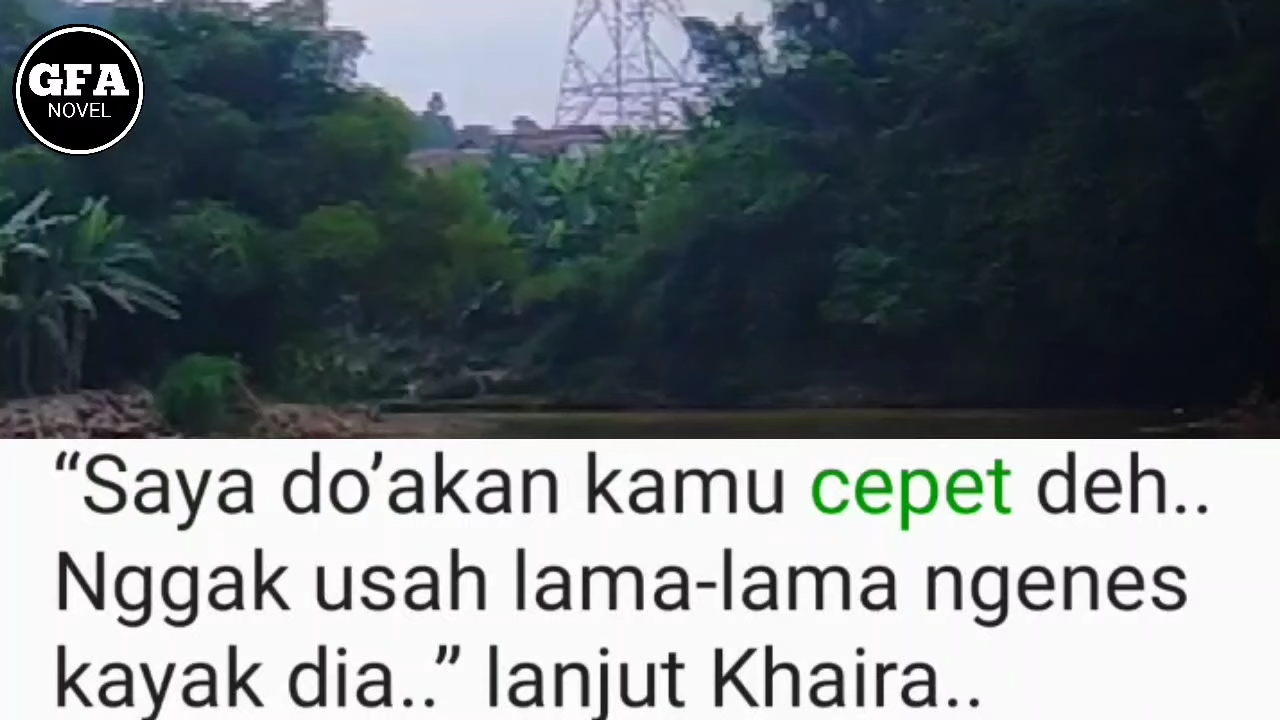 GFA
NOVEL
“Saya do’akan kamu cepet deh..
Nggak usah lama-lama ngenes
kayak dia..” lanjut Khaira..